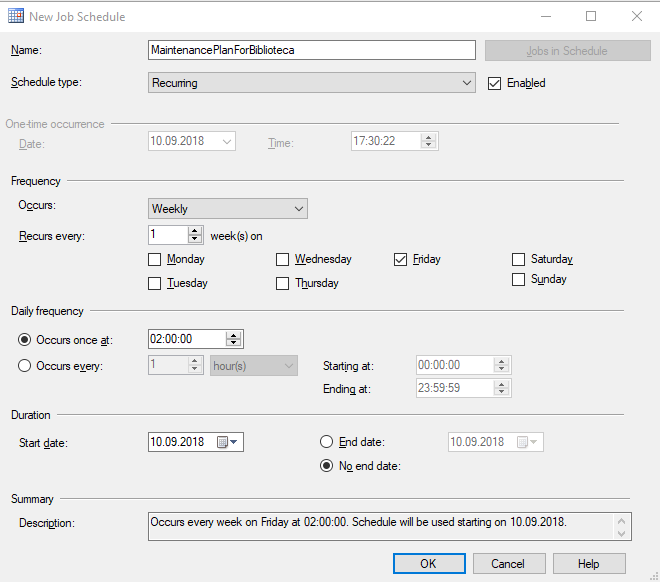 New Job Schedule
Name: MaintenancePlanForBiblioteca Jobs in Schedule
Schedule type: Recurring Enabled
One-time occurrence
Date: 10.09.2018 Time: 17:30:22
Frequency
Occurs: Weekly
Recurs every: 1 week(s) on
Monday Wednesday Friday Saturday
Tuesday Thursday Sunday
Daily frequency
Occurs once at: 02:00:00
Occurs every: 1 hour(s) Starting at: 00:00:00
Ending at: 23:59:59
Duration
Start date: 10.09.2018 End date: 10.09.2018
No end date:
Summary
Description: Occurs every week on Friday at 02:00:00. Schedule will be used starting on 10.09.2018.
OK Cancel Help